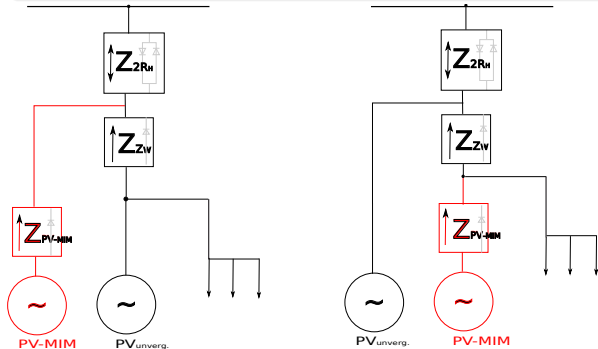 Z2RH
Z2RH
ZZW
ZZW
ZPV-MIM
ZPV-MIM
~
~
~
~
PV-MIM
PVunverg.
PVunverg.
PV-MIM